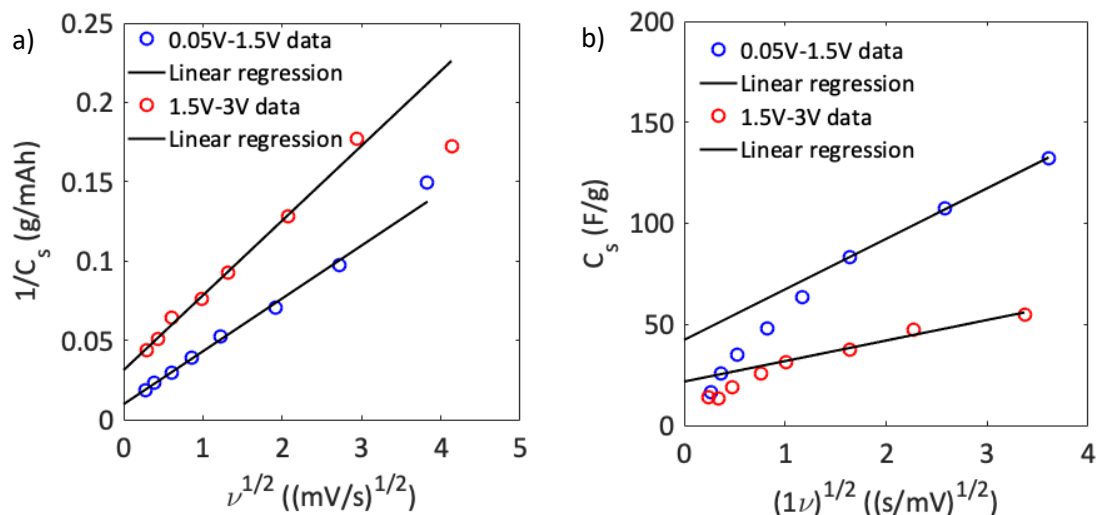 a)
0.25
0.2
0.15
0.1
0.05
0
0 1 2 3 4 5
1/C_s (g/mAh)
ν^1/2 ((mV/s)^1/2)
0.05V-1.5V data
Linear regression
1.5V-3V data
Linear regression
b)
200
150
100
50
0
0 1 2 3 4
C_s (F/g)
(1ν)^1/2 ((s/mV)^1/2)
0.05V-1.5V data
Linear regression
1.5V-3V data
Linear regression